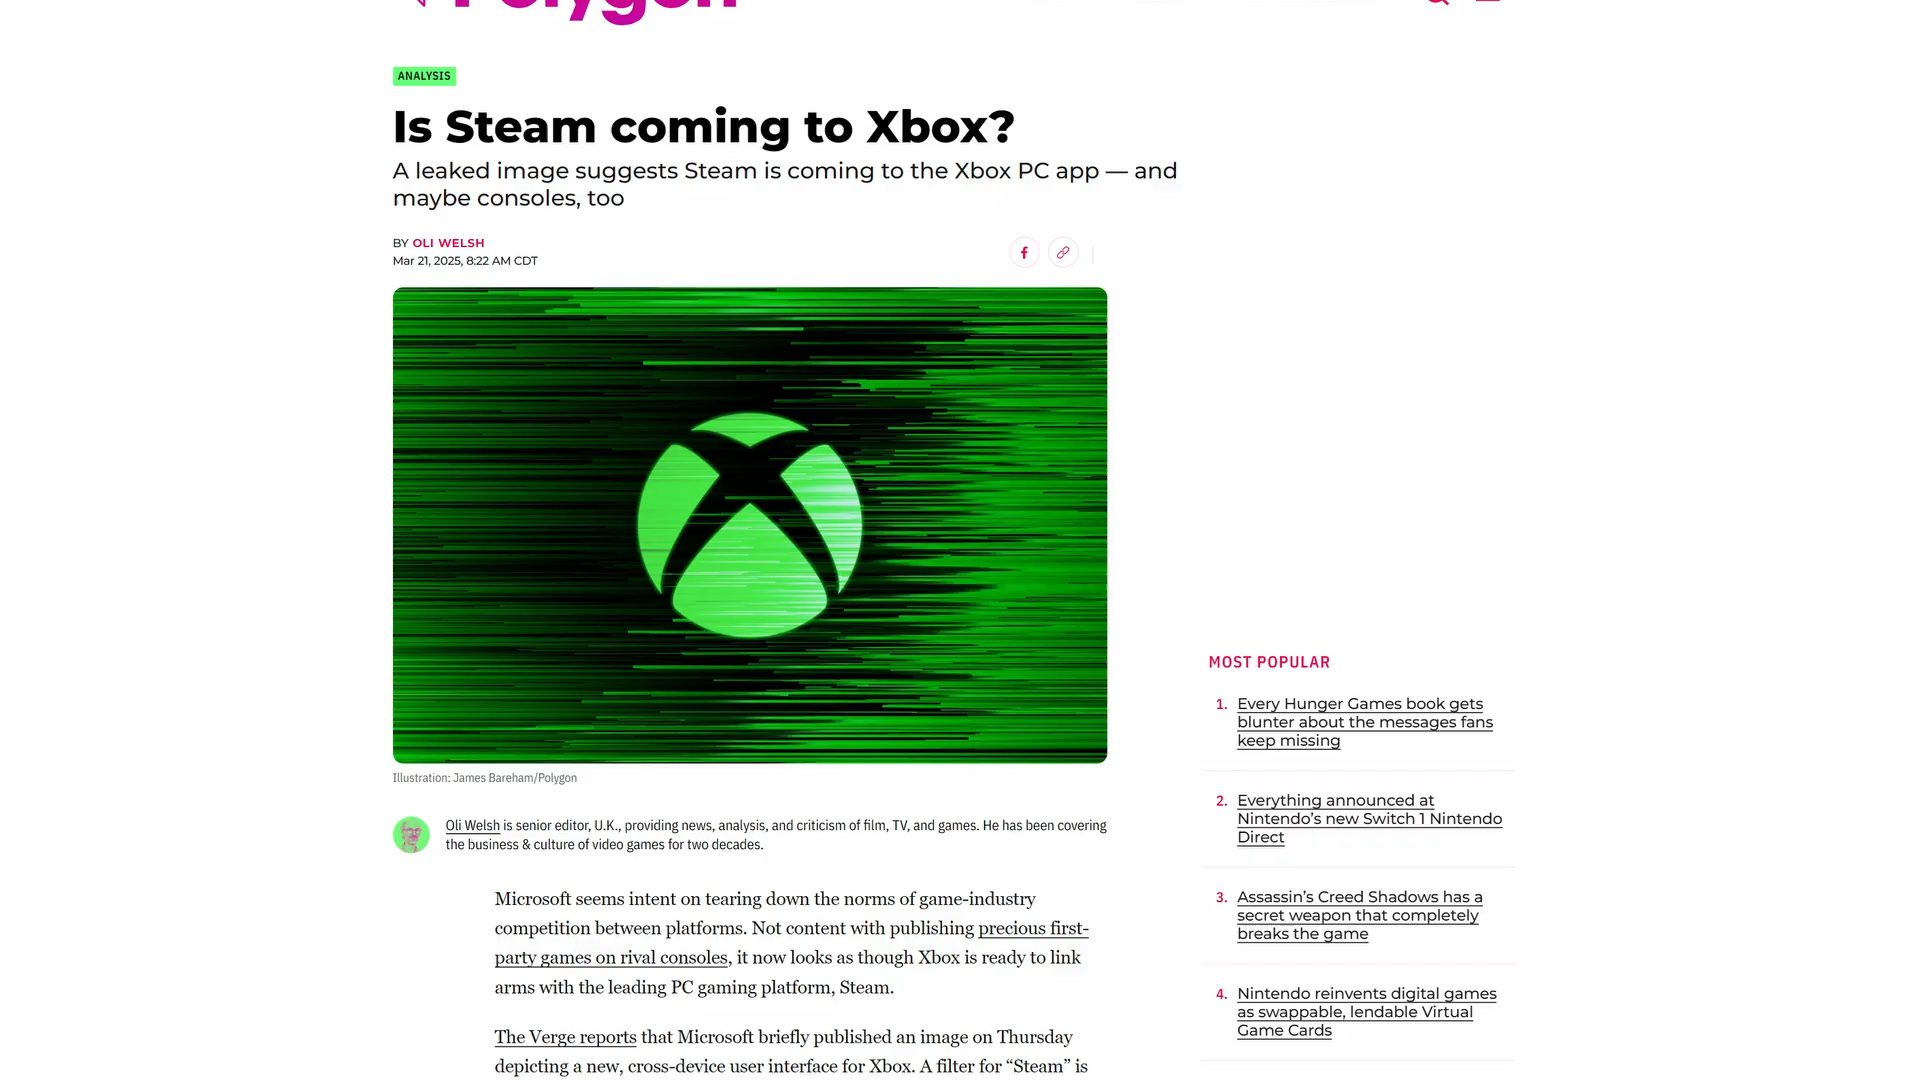 Polygon
ANALYSIS
Is Steam coming to Xbox?
A leaked image suggests Steam is coming to the Xbox PC app — and
maybe consoles, too
BY OLI WELSH
Mar 21, 2025, 8:22 AM CDT
Illustration: James Bareham/Polygon
Oli Welsh is senior editor, U.K., providing news, analysis, and criticism of film, TV, and games. He has been covering
the business & culture of video games for two decades.
Microsoft seems intent on tearing down the norms of game-industry
competition between platforms. Not content with publishing precious first-
party games on rival consoles, it now looks as though Xbox is ready to link
arms with the leading PC gaming platform, Steam.
The Verge reports that Microsoft briefly published an image on Thursday
depicting a new, cross-device user interface for Xbox. A filter for “Steam” is
MOST POPULAR
1. Every Hunger Games book gets
blunter about the messages fans
keep missing
2. Everything announced at
Nintendo’s new Switch 1 Nintendo
Direct
3. Assassin’s Creed Shadows has a
secret weapon that completely
breaks the game
4. Nintendo reinvents digital games
as swappable, lendable Virtual
Game Cards